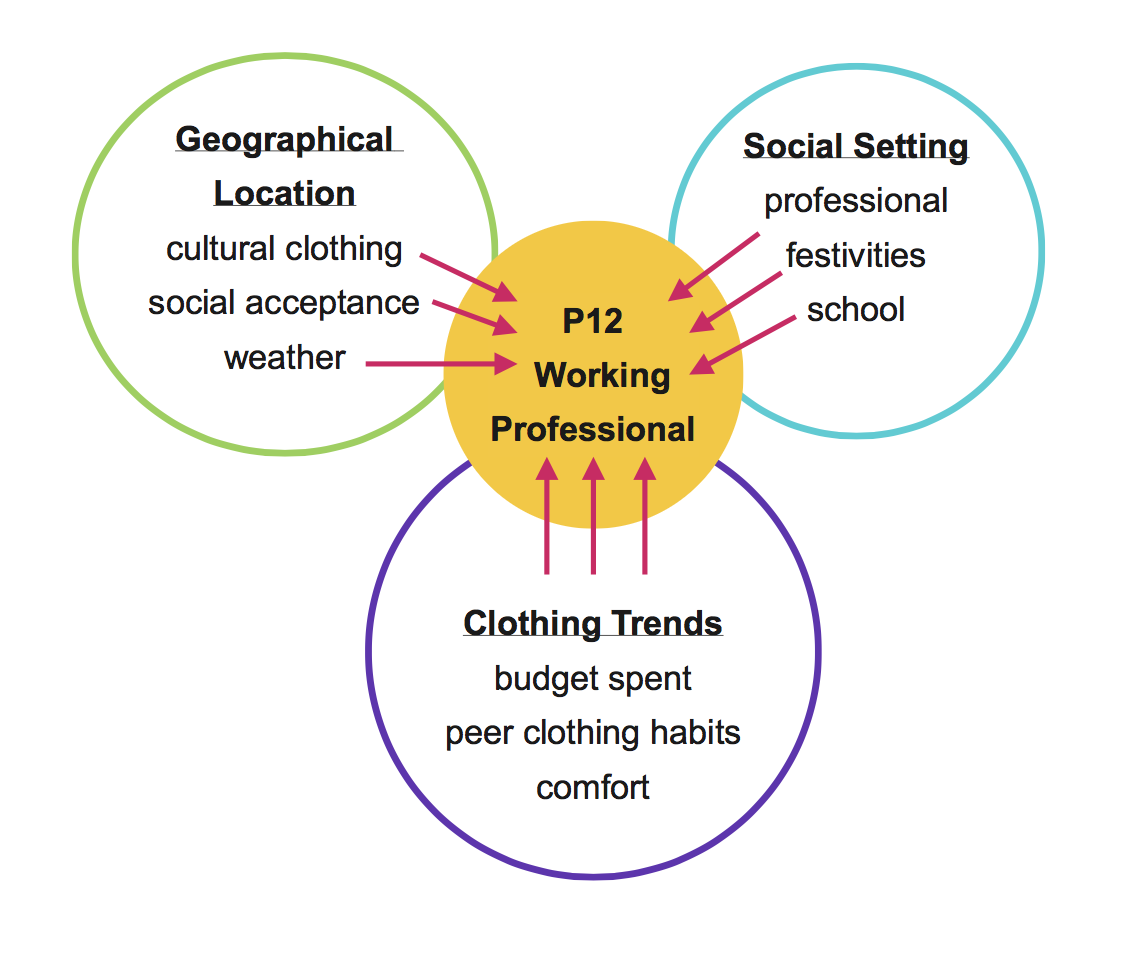 Geographical
Location
cultural clothing
social acceptance
weather
Social Setting
professional
festivities
school
P12
Working
Professional
Clothing Trends
budget spent
peer clothing habits
comfort